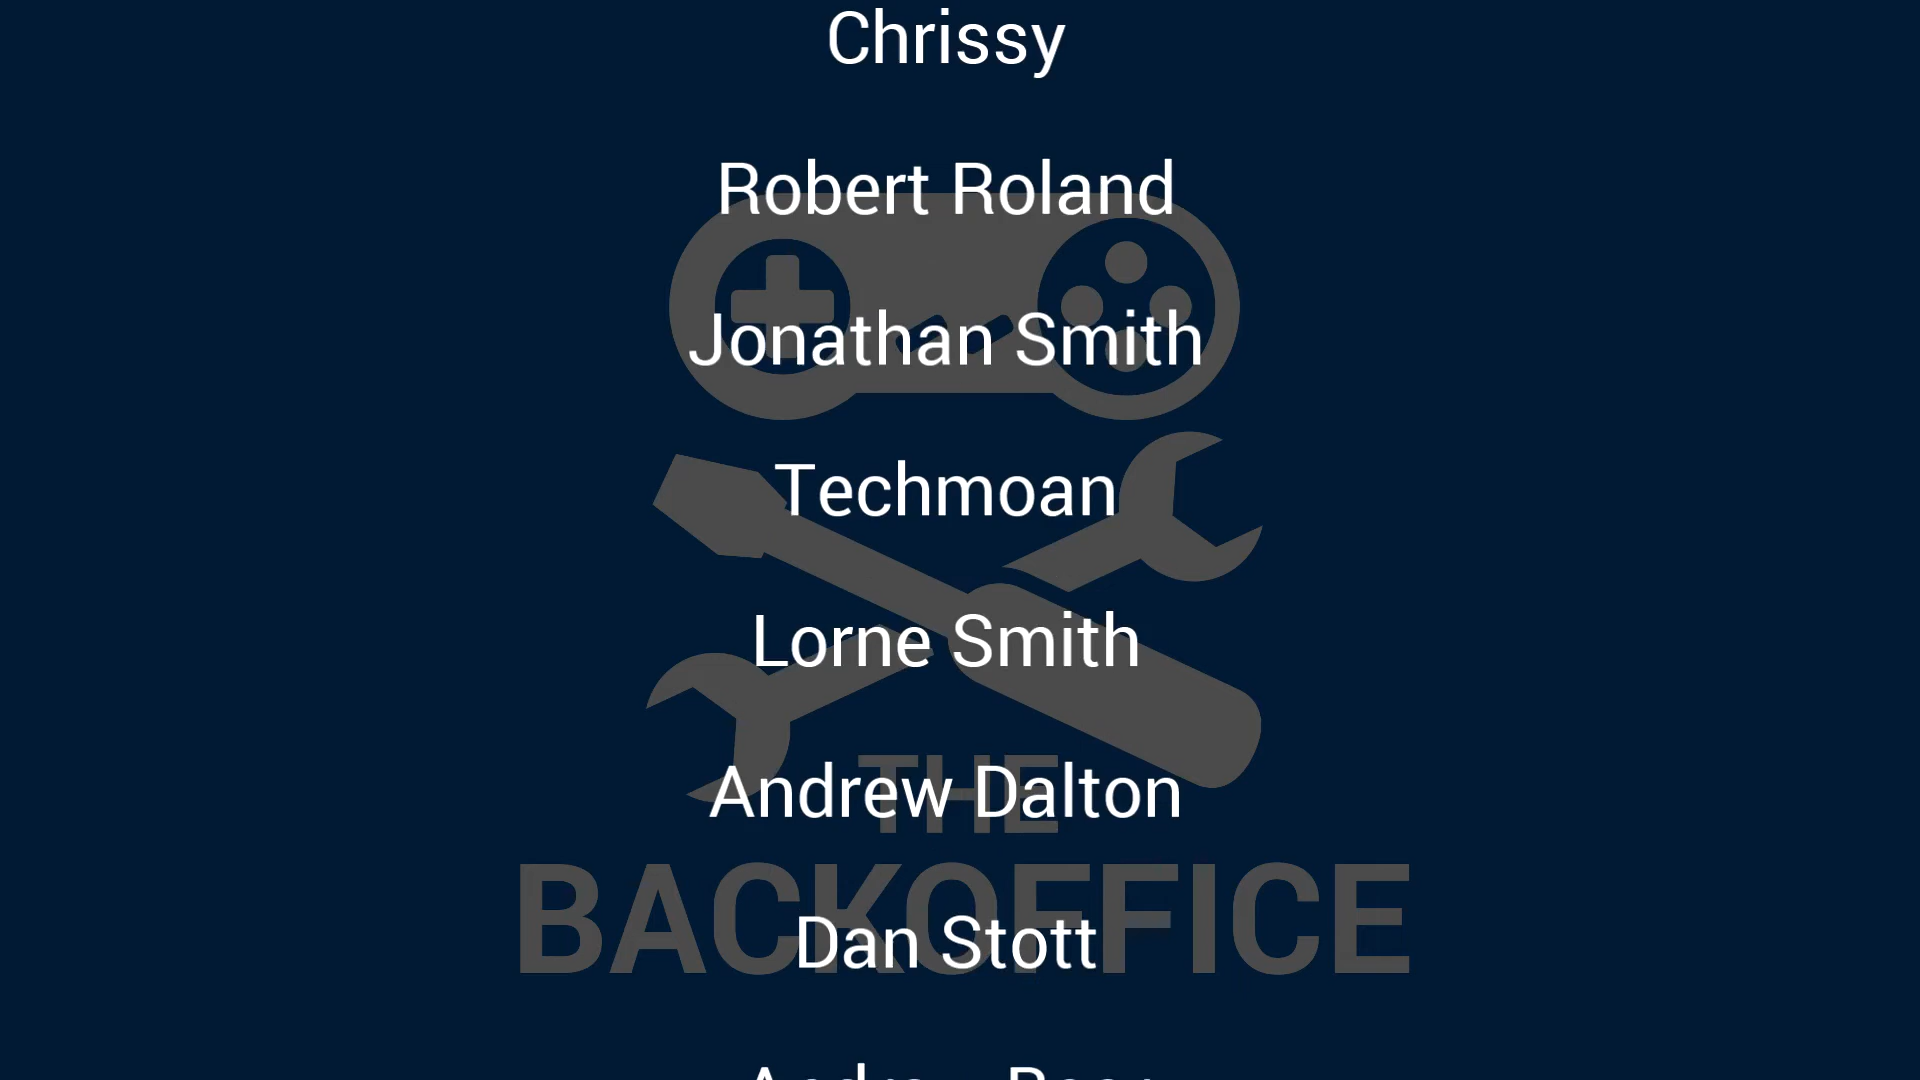 Chrissy
Robert Roland
Jonathan Smith
Techmoan
Lorne Smith
THE
Andrew Dalton
BACKOFFICE
Dan Stott